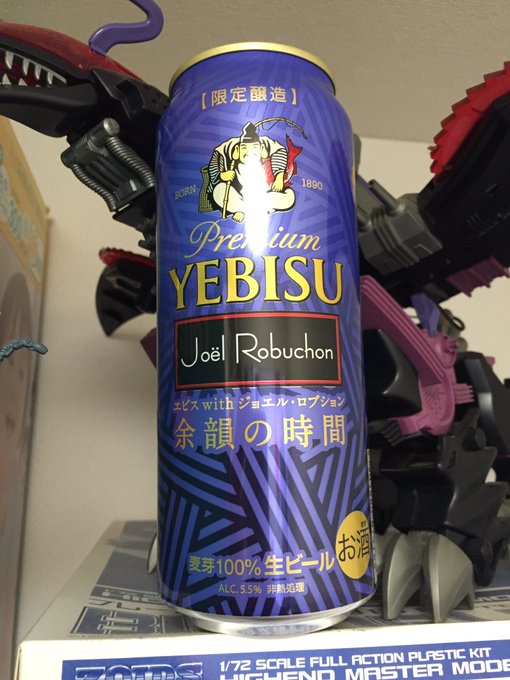 【限定醸造】
BORN 1890
Premium
YEBISU
Joël Robuchon
ヱビス with ジョエル・ロブション
余韻の時間
麦芽100% 生ビール
お酒
ALC. 5.5% 非熱処理
ZOIDS
1/72 SCALE FULL ACTION PLASTIC KIT
HIGHEND MASTER MODE